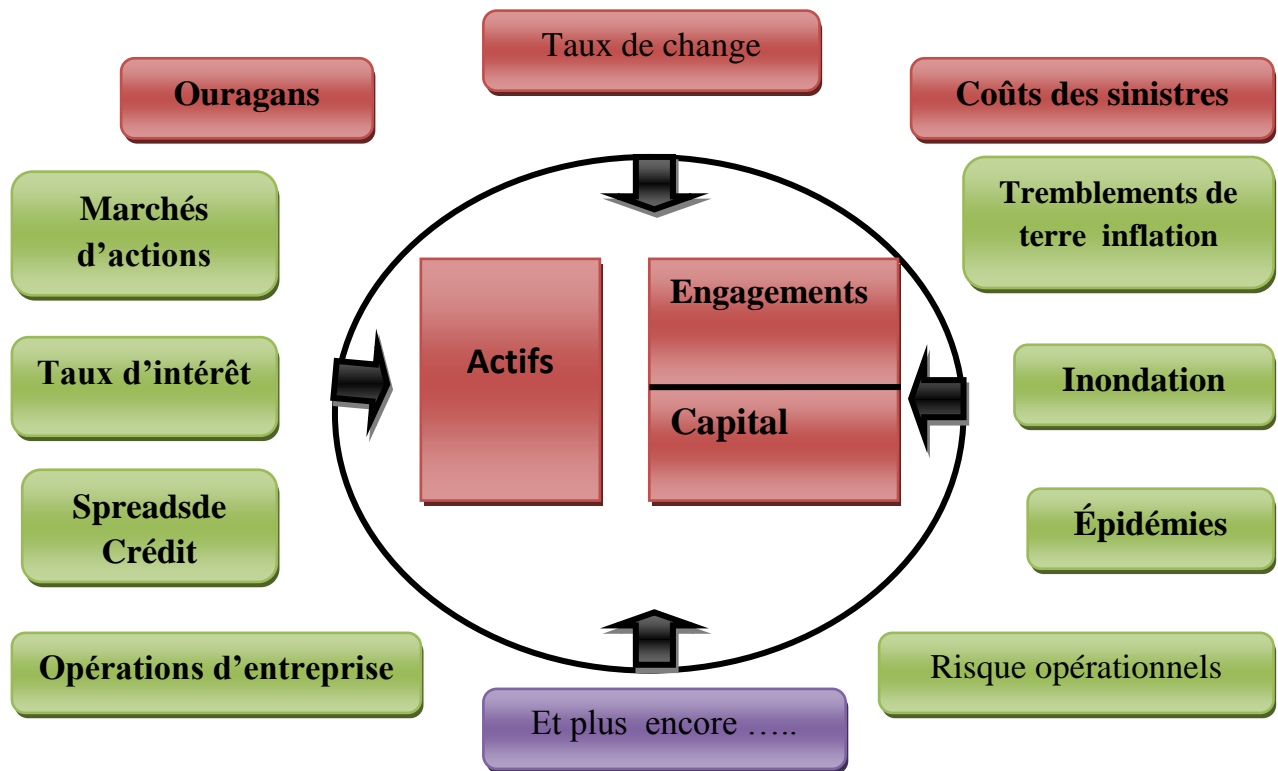 Taux de change
Ouragans
Coûts des sinistres
Marchés
d’actions
Tremblements de
terre inflation
Engagements
Actifs
Taux d’intérêt
Inondation
Capital
Spreadsde
Crédit
Épidémies
Opérations d’entreprise
Risque opérationnels
Et plus encore …..